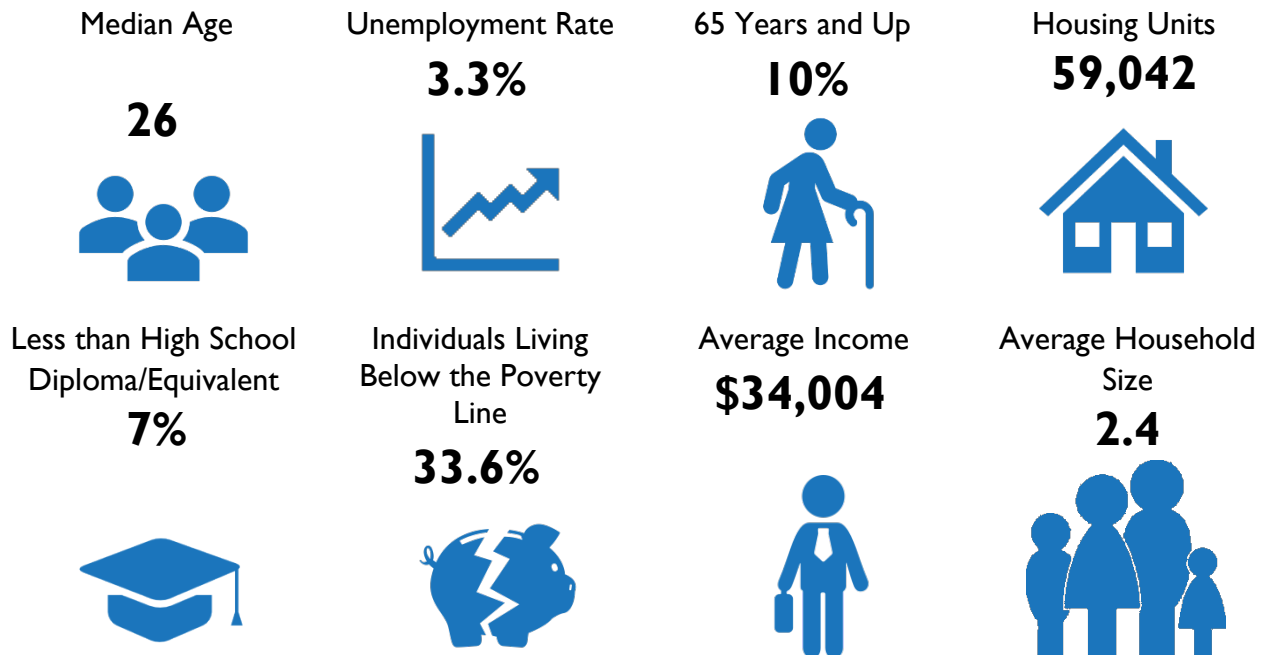 Median Age
26
Unemployment Rate
3.3%
65 Years and Up
10%
Housing Units
59,042
Less than High School
Diploma/Equivalent
7%
Individuals Living
Below the Poverty
Line
33.6%
Average Income
$34,004
Average Household
Size
2.4